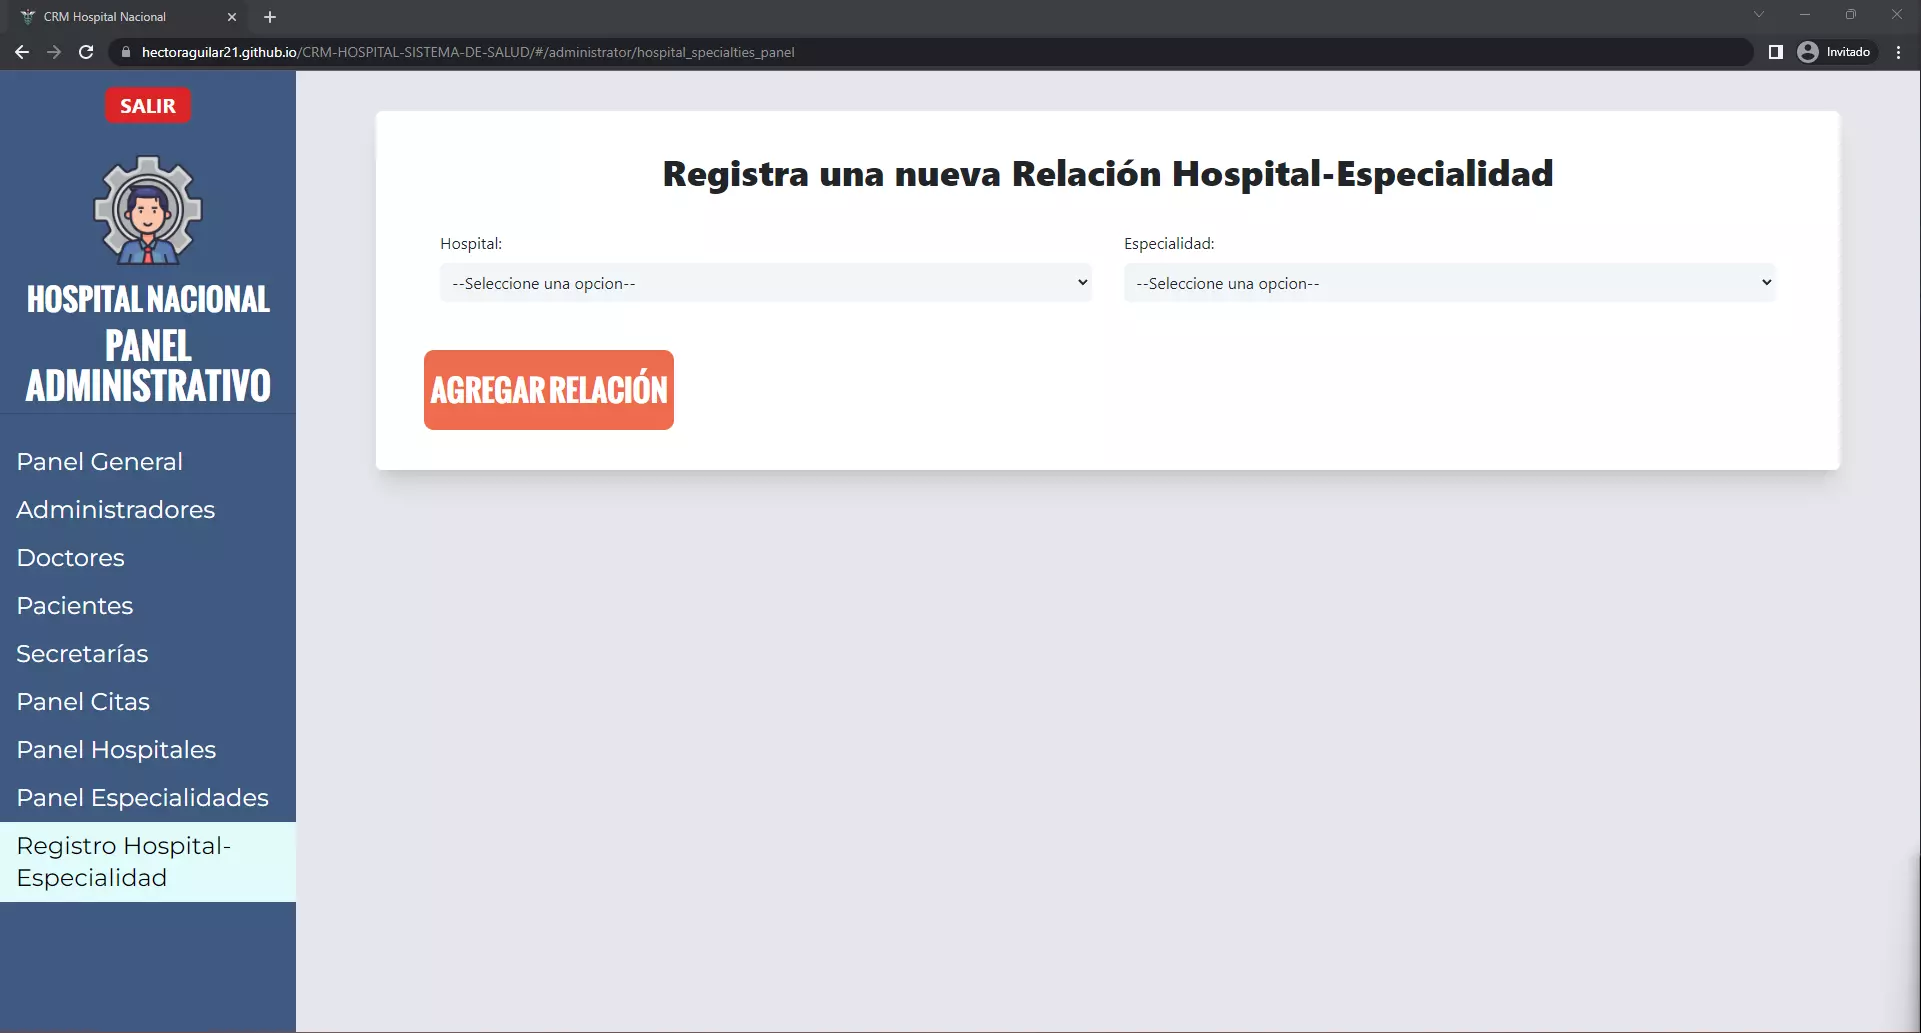 CRM Hospital Nacional
hectoraguilar21.github.io/CRM-HOSPITAL-SISTEMA-DE-SALUD/#/administrator/hospital_specialties_panel
Invitado
SALIR
HOSPITAL NACIONAL
PANEL
ADMINISTRATIVO
Panel General
Administradores
Doctores
Pacientes
Secretarías
Panel Citas
Panel Hospitales
Panel Especialidades
Registro Hospital-
Especialidad
Registra una nueva Relación Hospital-Especialidad
Hospital:
--Seleccione una opcion--
Especialidad:
--Seleccione una opcion--
AGREGAR RELACIÓN